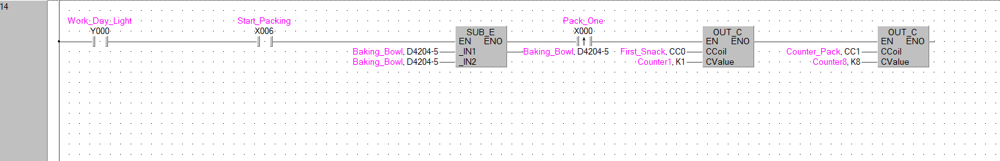 14
Work_Day_Light
Y000
Start_Packing
X006
SUB_E
EN ENO
Baking_Bowl, D4204-5 _IN1
Baking_Bowl, D4204-5 _IN2
Baking_Bowl, D4204-5
Pack_One
X000
OUT_C
EN ENO
First_Snack, CC0 CCoil
Counter1, K1 CValue
OUT_C
EN ENO
Counter_Pack, CC1 CCoil
Counter8, K8 CValue